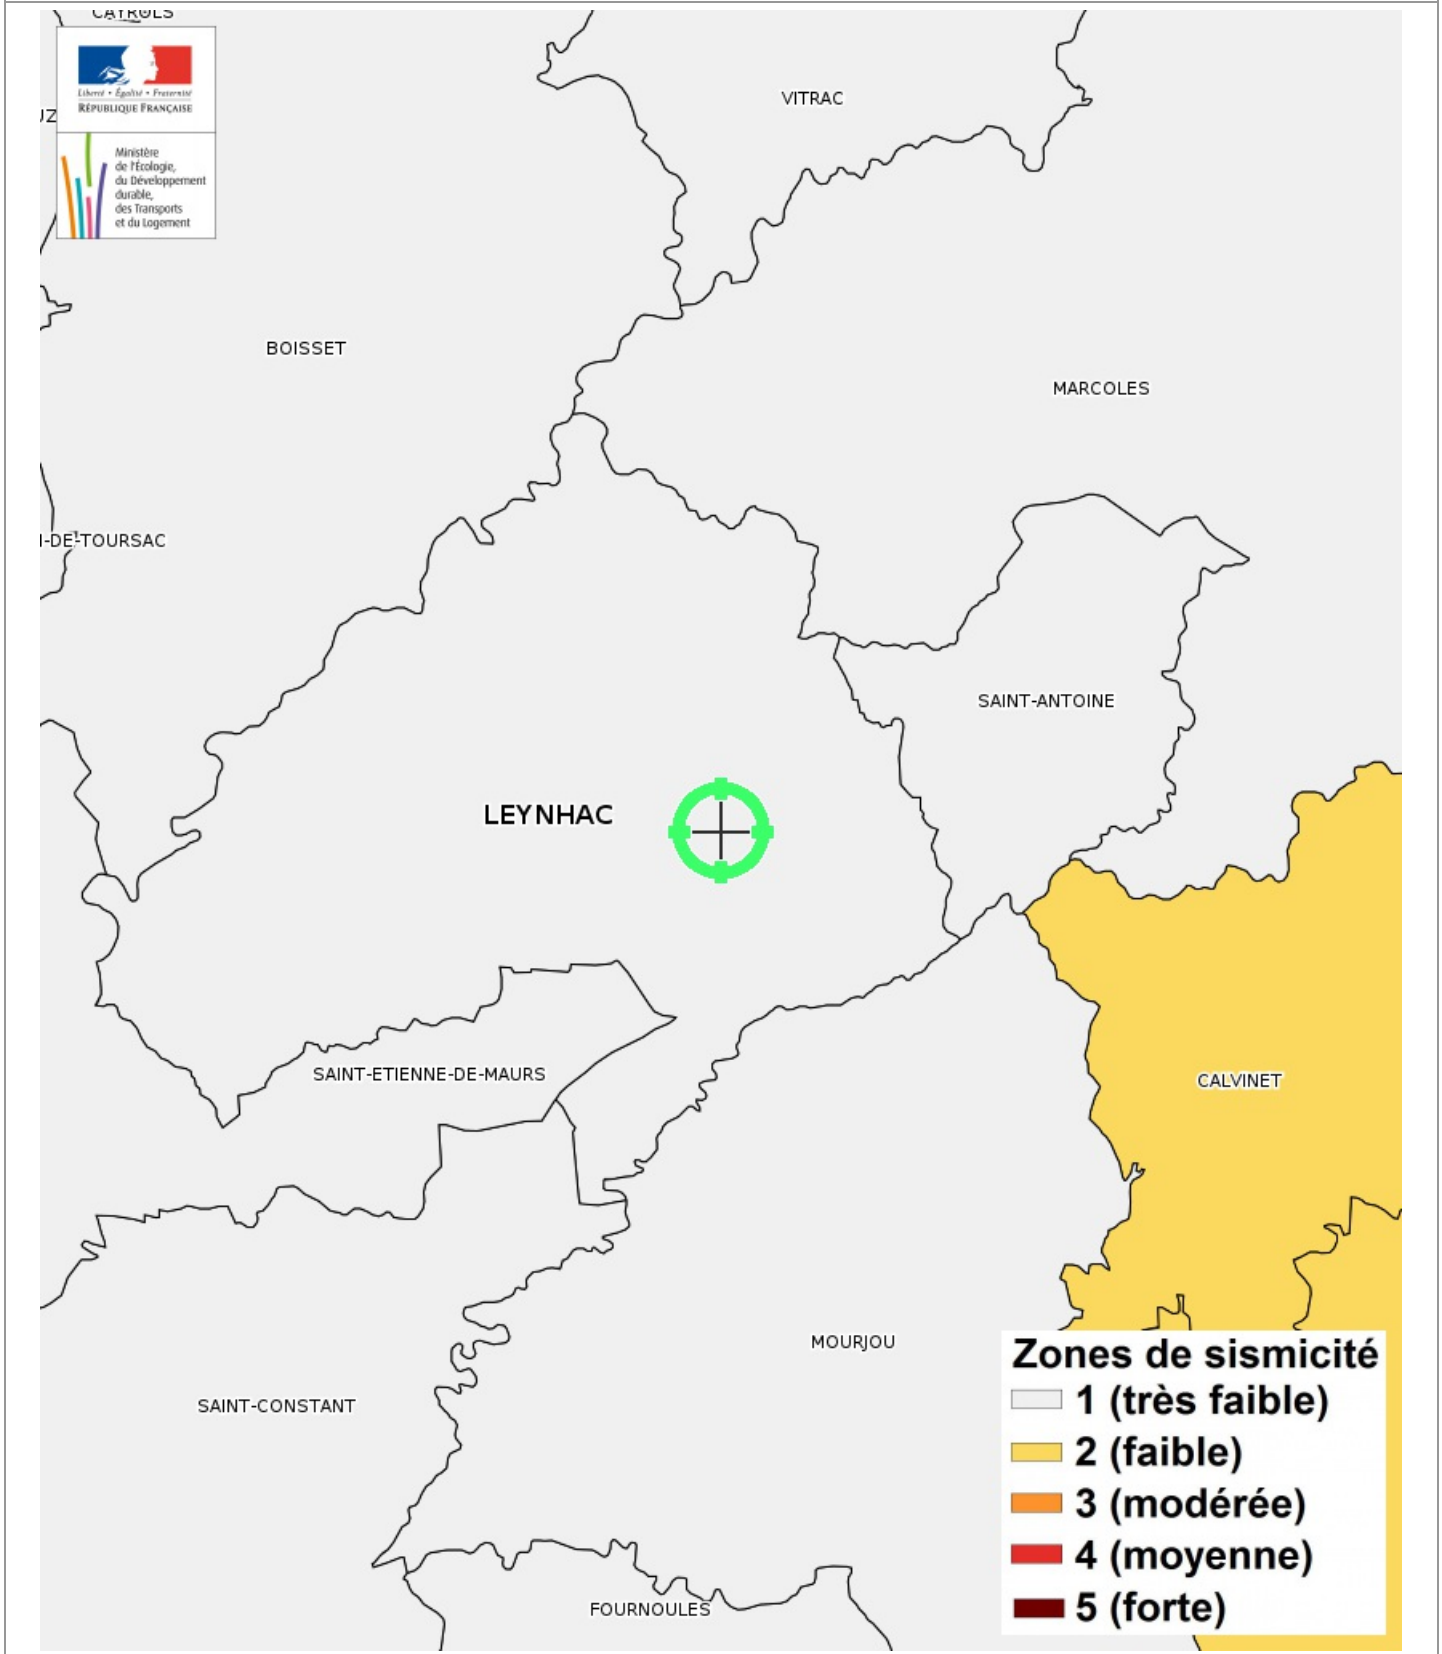 CAYROLS
Liberté • Égalité • Fraternité
RÉPUBLIQUE FRANÇAISE
VITRAC
UZ
Ministère
de l'Écologie,
du Développement
durable,
des Transports
et du Logement
BOISSET
MARCOLES
I-DE-TOURSAC
SAINT-ANTOINE
LEYNHAC
SAINT-ETIENNE-DE-MAURS
CALVINET
MOURJOU
SAINT-CONSTANT
FOURNOULES
Zones de sismicité
1 (très faible)
2 (faible)
3 (modérée)
4 (moyenne)
5 (forte)